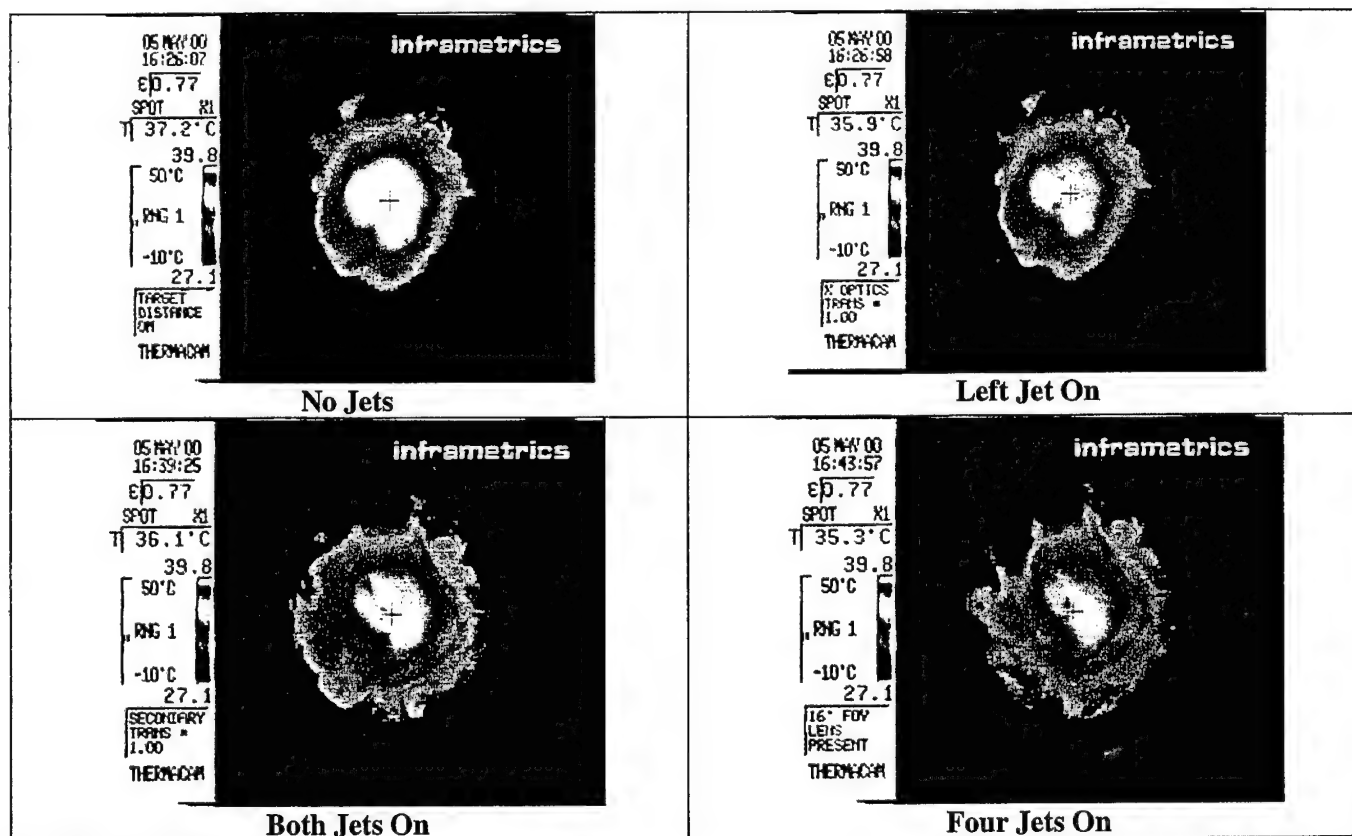 05 MAY 00
inframetrics
16:26:07
ε 0.77
SPOT X1
T 37.2°C
39.8
50°C
RNG 1
-10°C
27.1
TARGET
DISTANCE
0M
THERMACAM
No Jets
05 MAY 00
inframetrics
16:26:58
ε 0.77
SPOT X1
T 35.9°C
39.8
50°C
RNG 1
-10°C
27.1
X OPTICS
TRANS =
1.00
THERMACAM
Left Jet On
05 MAY 00
inframetrics
16:39:25
ε 0.77
SPOT X1
T 36.1°C
39.8
50°C
RNG 1
-10°C
27.1
SECONDARY
TRANS =
1.00
THERMACAM
Both Jets On
05 MAY 00
inframetrics
16:43:57
ε 0.77
SPOT X1
T 35.3°C
39.8
50°C
RNG 1
-10°C
27.1
16° FOV
LENS
PRESENT
THERMACAM
Four Jets On